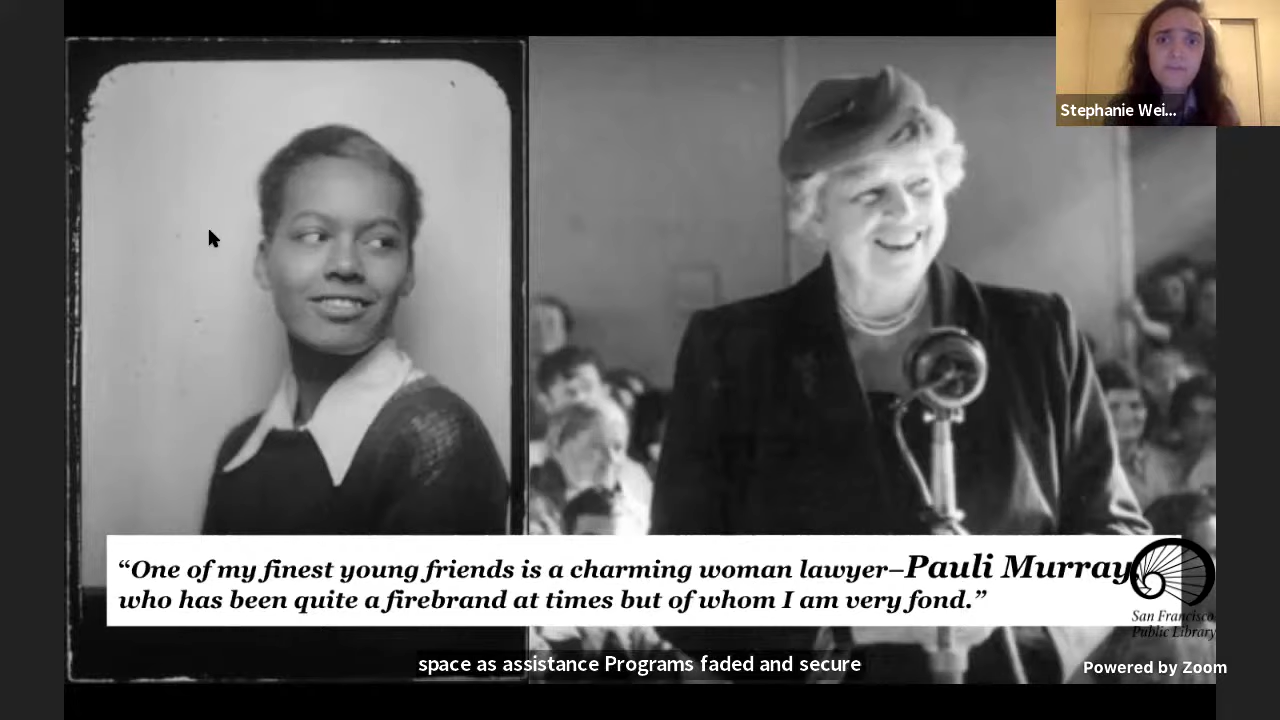 Stephanie Wei...
“One of my finest young friends is a charming woman lawyer–Pauli Murray,
who has been quite a firebrand at times but of whom I am very fond.”
San Francisco
Public Library
space as assistance Programs faded and secure
Powered by Zoom